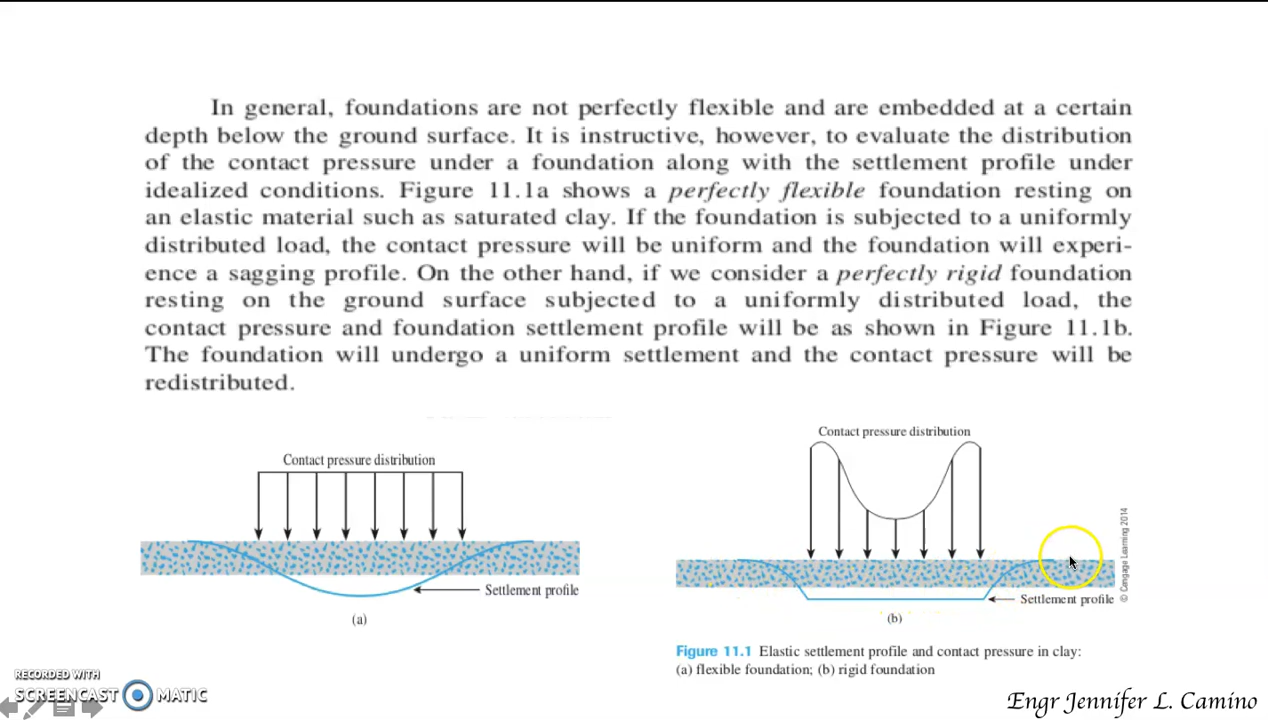 In general, foundations are not perfectly flexible and are embedded at a certain
depth below the ground surface. It is instructive, however, to evaluate the distribution
of the contact pressure under a foundation along with the settlement profile under
idealized conditions. Figure 11.1a shows a perfectly flexible foundation resting on
an elastic material such as saturated clay. If the foundation is subjected to a uniformly
distributed load, the contact pressure will be uniform and the foundation will experi-
ence a sagging profile. On the other hand, if we consider a perfectly rigid foundation
resting on the ground surface subjected to a uniformly distributed load, the
contact pressure and foundation settlement profile will be as shown in Figure 11.1b.
The foundation will undergo a uniform settlement and the contact pressure will be
redistributed.
Contact pressure distribution
Settlement profile
(a)
Contact pressure distribution
Settlement profile
(b)
© Cengage Learning 2014
Figure 11.1 Elastic settlement profile and contact pressure in clay:
(a) flexible foundation; (b) rigid foundation
RECORDED WITH
SCREENCAST MATIC
Engr Jennifer L. Camino